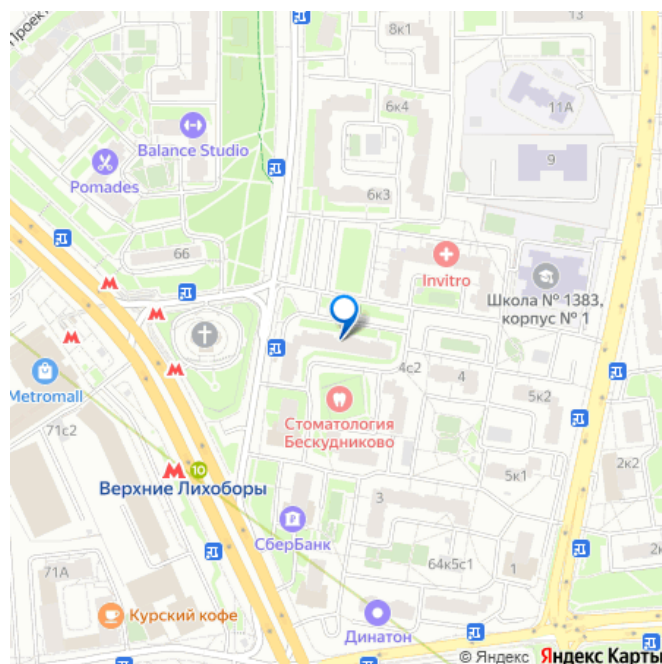 Проект
13
8к1
6к4
11А
Balance Studio
9
Pomades
6к3
66
Invitro
Школа № 1383,
корпус № 1
Metromall
4с2
4
5к2
Стоматология
Бескудниково
71с2
2к2
10
5к1
Верхние Лихоборы
3
СберБанк
2к
64к5с1
1
71А
Курский кофе
Динатон
© Яндекс Яндекс Карты